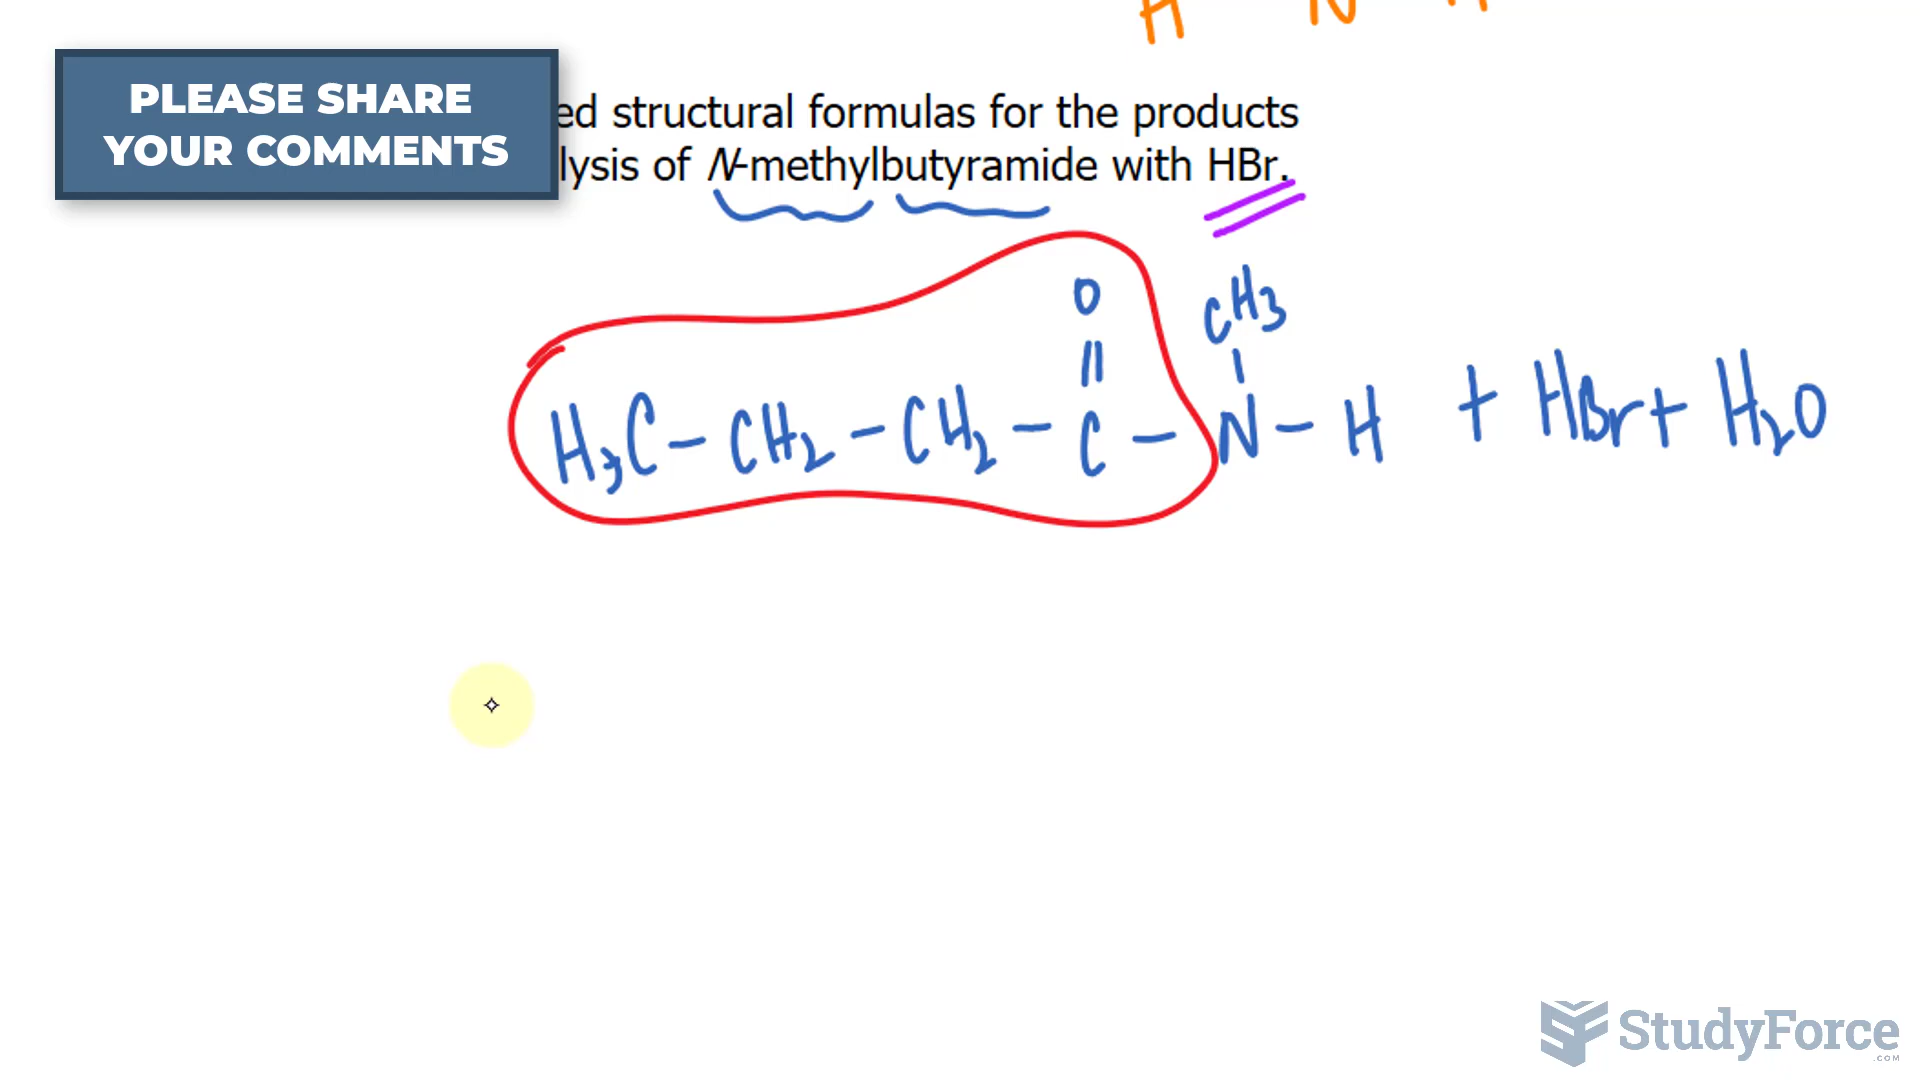 H N H
PLEASE SHARE
YOUR COMMENTS
ed structural formulas for the products
lysis of N-methylbutyramide with HBr.
O
||
CH3
|
H3C - CH2 - CH2 - C - N - H + HBr + H2O
StudyForce
.COM